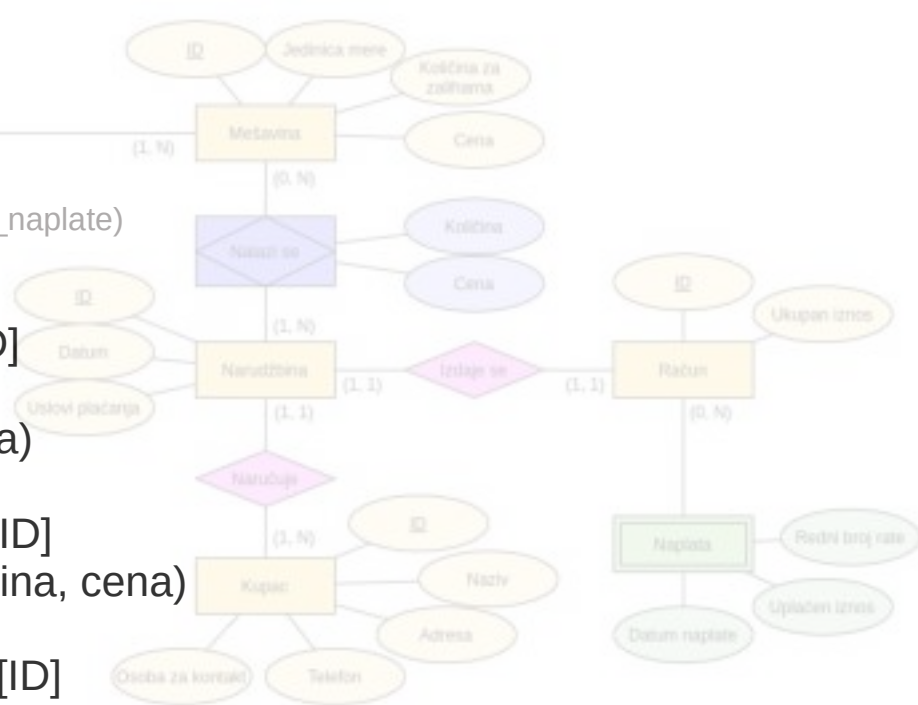 ID
Jedinica mere
Količina za
zalihama
Mešavina
Cena
(1, N)
(0, N)
_naplate)
Nalazi se
Količina
Cena
ID
ID
Ukupan iznos
(1, N)
D]
Datum
Narudžbina
Izdaje se
Račun
(1, 1)
(1, 1)
Uslovi plaćanja
(1, 1)
(0, N)
a)
Naručuje
ID]
(1, N)
ID
Naplata
Redni broj rate
ina, cena)
Kupac
Naziv
Uplaćen iznos
Adresa
Datum naplate
[ID]
Osoba za kontakt
Telefon